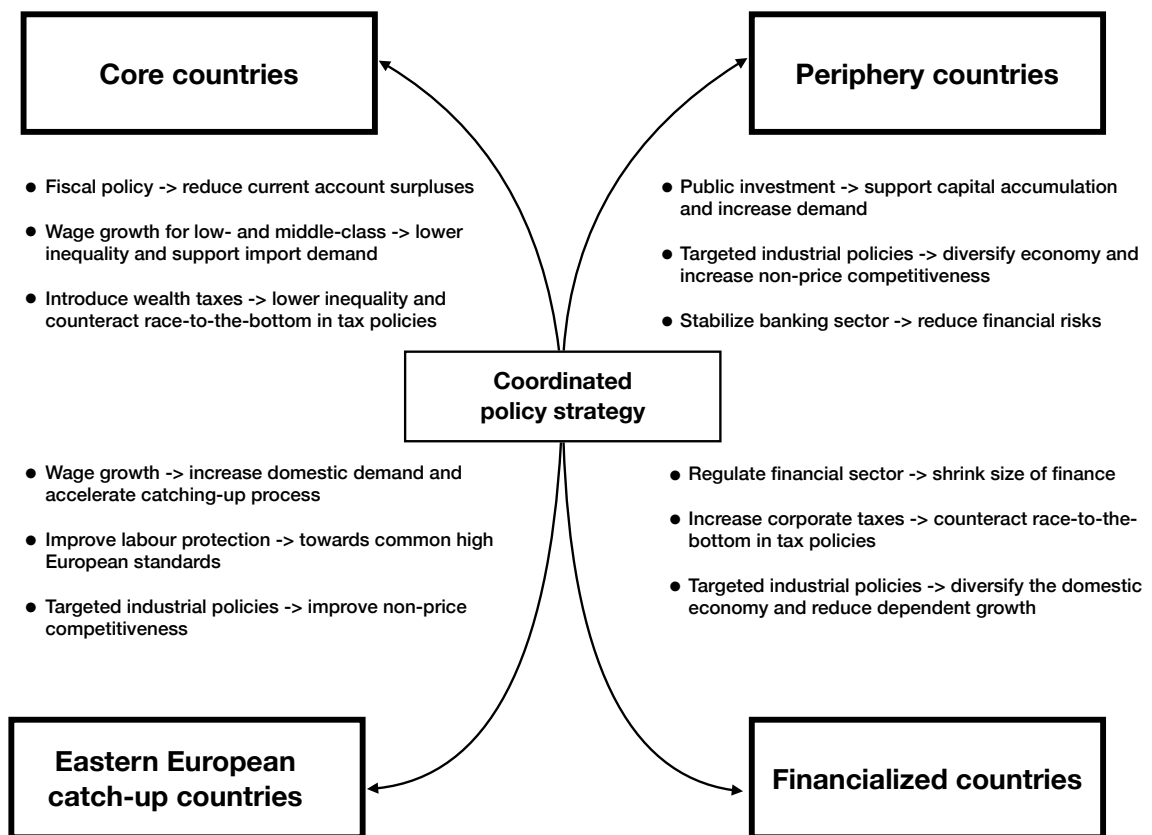 Core countries
● Fiscal policy -> reduce current account surpluses
● Wage growth for low- and middle-class -> lower
inequality and support import demand
● Introduce wealth taxes -> lower inequality and
counteract race-to-the-bottom in tax policies
Periphery countries
● Public investment -> support capital accumulation
and increase demand
● Targeted industrial policies -> diversify economy and
increase non-price competitiveness
● Stabilize banking sector -> reduce financial risks
Coordinated
policy strategy
● Wage growth -> increase domestic demand and
accelerate catching-up process
● Improve labour protection -> towards common high
European standards
● Targeted industrial policies -> improve non-price
competitiveness
Eastern European
catch-up countries
● Regulate financial sector -> shrink size of finance
● Increase corporate taxes -> counteract race-to-the-
bottom in tax policies
● Targeted industrial policies -> diversify the domestic
economy and reduce dependent growth
Financialized countries